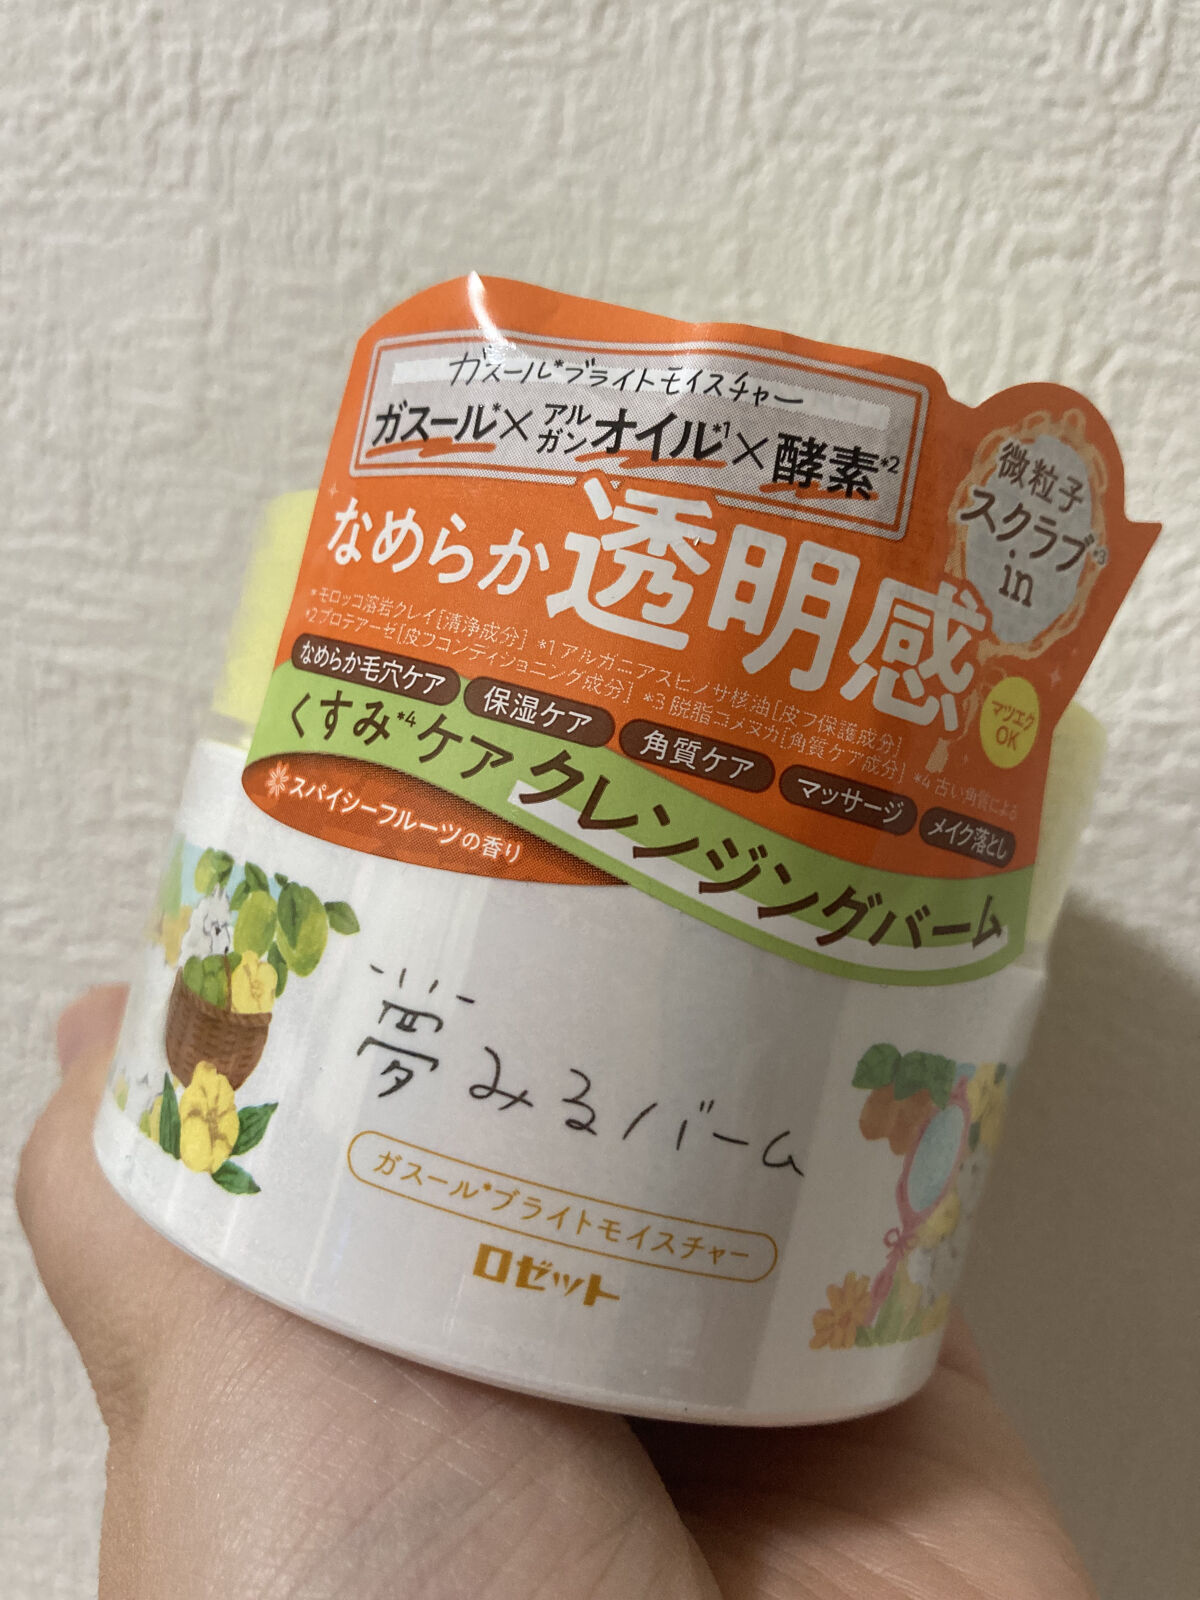 ガスール*ブライトモイスチャー
ガスール*×アルガンオイル*1×酵素*2
微粒子
スクラブ*3
in
なめらか透明感
*モロッコ溶岩クレイ[清浄成分] *1アルガニアスピノサ核油[皮フ保護成分]
*2プロテアーゼ[皮フコンディショニング成分] *3脱脂コメヌカ[角質ケア成分] *4古い角質による
マツエク
OK
なめらか毛穴ケア
保湿ケア
角質ケア
マッサージ
メイク落とし
くすみ*4ケアクレンジングバーム
スパイシーフルーツの香り
夢みるバーム
ガスール*ブライトモイスチャー
ロゼット